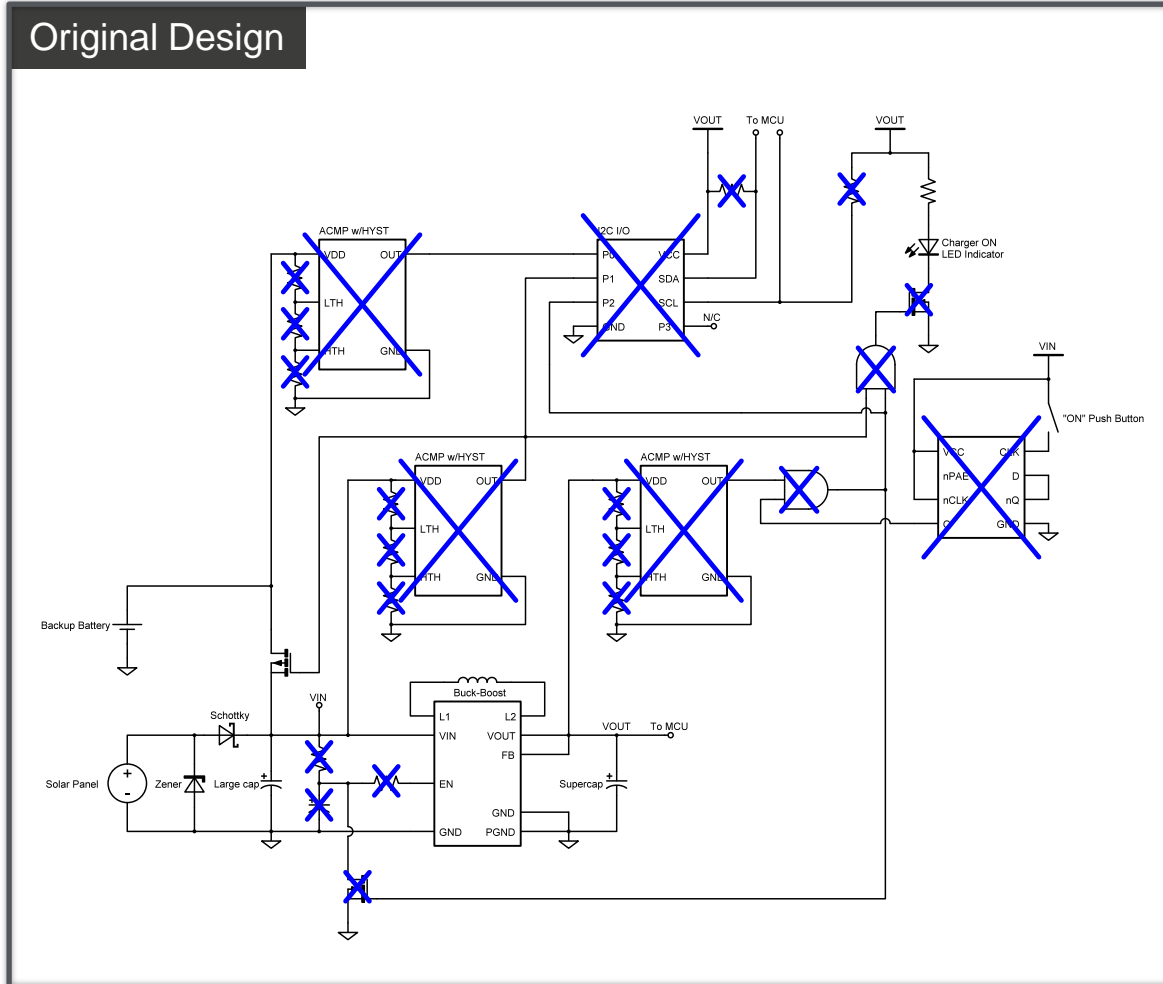 Original Design
VOUT
To MCU
VOUT
ACMP w/HYST
VDD
OUT
LTH
HTH
GND
I2C I/O
P0
VCC
P1
SDA
P2
SCL
GND
P3
N/C
Charger ON
LED Indicator
VIN
"ON" Push Button
VCC
CLK
nPAE
D
nCLK
nQ
GND
ACMP w/HYST
VDD
OUT
LTH
HTH
GND
ACMP w/HYST
VDD
OUT
LTH
HTH
GND
Backup Battery
Buck-Boost
L1
L2
VIN
VOUT
FB
EN
GND
GND
PGND
VIN
Schottky
Solar Panel
+
-
Zener
Large cap
+
VOUT
To MCU
Supercap
+